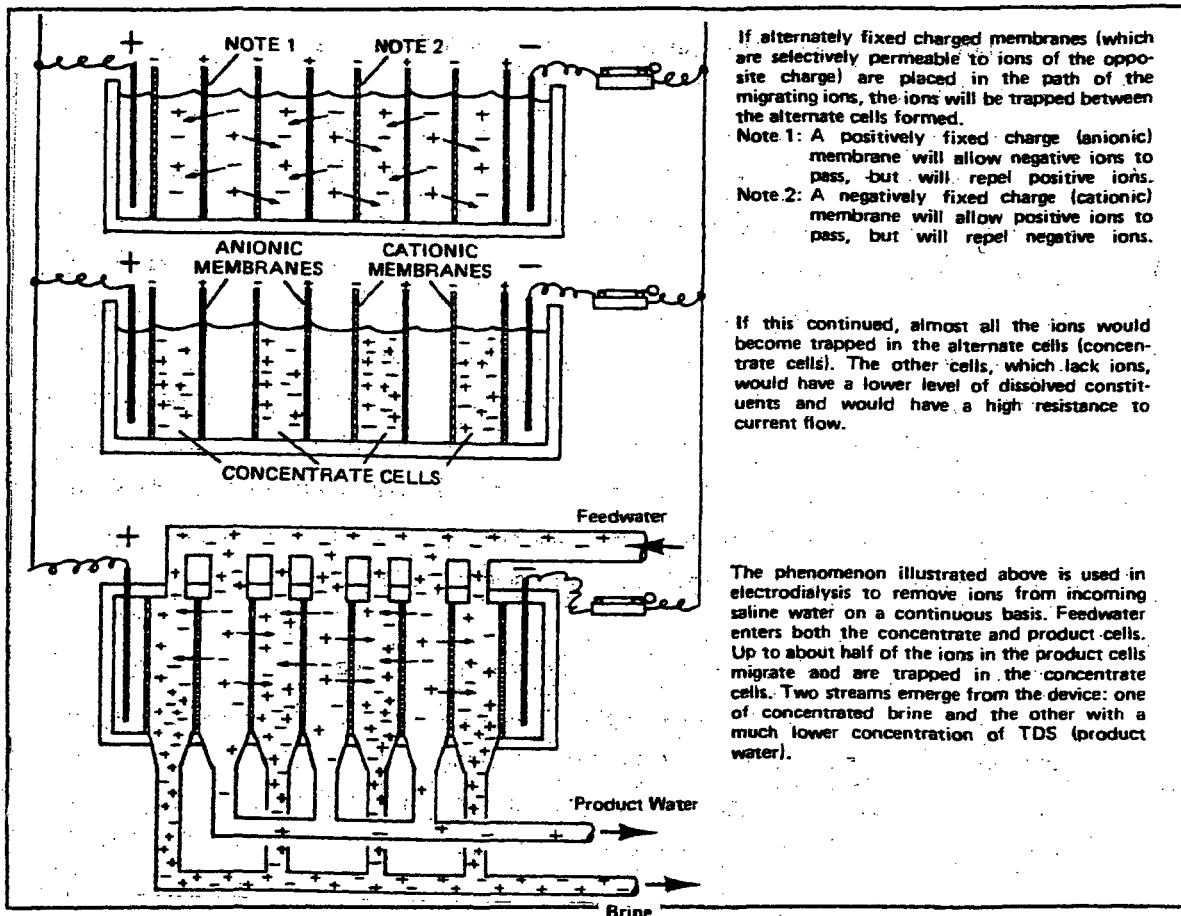 NOTE 1
NOTE 2
If alternately fixed charged membranes (which
are selectively permeable to ions of the oppo-
site charge) are placed in the path of the
migrating ions, the ions will be trapped between
the alternate cells formed.
Note 1: A positively fixed charge (anionic)
membrane will allow negative ions to
pass, but will repel positive ions.
Note 2: A negatively fixed charge (cationic)
membrane will allow positive ions to
pass, but will repel negative ions.
ANIONIC
MEMBRANES
CATIONIC
MEMBRANES
CONCENTRATE CELLS
If this continued, almost all the ions would
become trapped in the alternate cells (concen-
trate cells). The other cells, which lack ions,
would have a lower level of dissolved constit-
uents and would have a high resistance to
current flow.
Feedwater
The phenomenon illustrated above is used in
electrodialysis to remove ions from incoming
saline water on a continuous basis. Feedwater
enters both the concentrate and product cells.
Up to about half of the ions in the product cells
migrate and are trapped in the concentrate
cells. Two streams emerge from the device: one
of concentrated brine and the other with a
much lower concentration of TDS (product
water).
Product Water
Brine